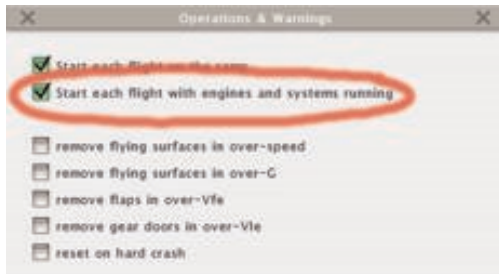 Operations & Warnings
Start each flight on the ramp
Start each flight with engines and systems running
remove flying surfaces in over-speed
remove flying surfaces in over-G
remove flaps in over-Vfe
remove gear doors in over-Vle
reset on hard crash